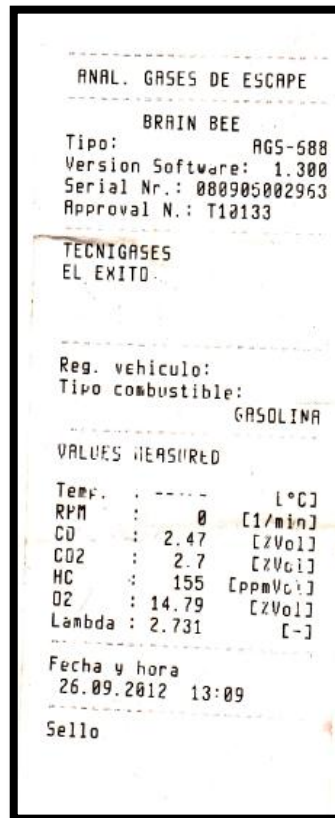 ANAL. GASES DE ESCAPE
BRAIN BEE
Tipo: AGS-688
Version Software: 1.300
Serial Nr.: 080905002963
Approval N.: T10133
TECNIGASES
EL EXITO
Reg. vehiculo:
Tipo combustible:
GASOLINA
VALUES MEASURED
Temp. : ----- [°C]
RPM : 0 [1/min]
CO : 2.47 [%Vol]
CO2 : 2.7 [%Vol]
HC : 155 [ppmVol]
O2 : 14.79 [%Vol]
Lambda : 2.731 [-]
Fecha y hora
26.09.2012 13:09
Sello